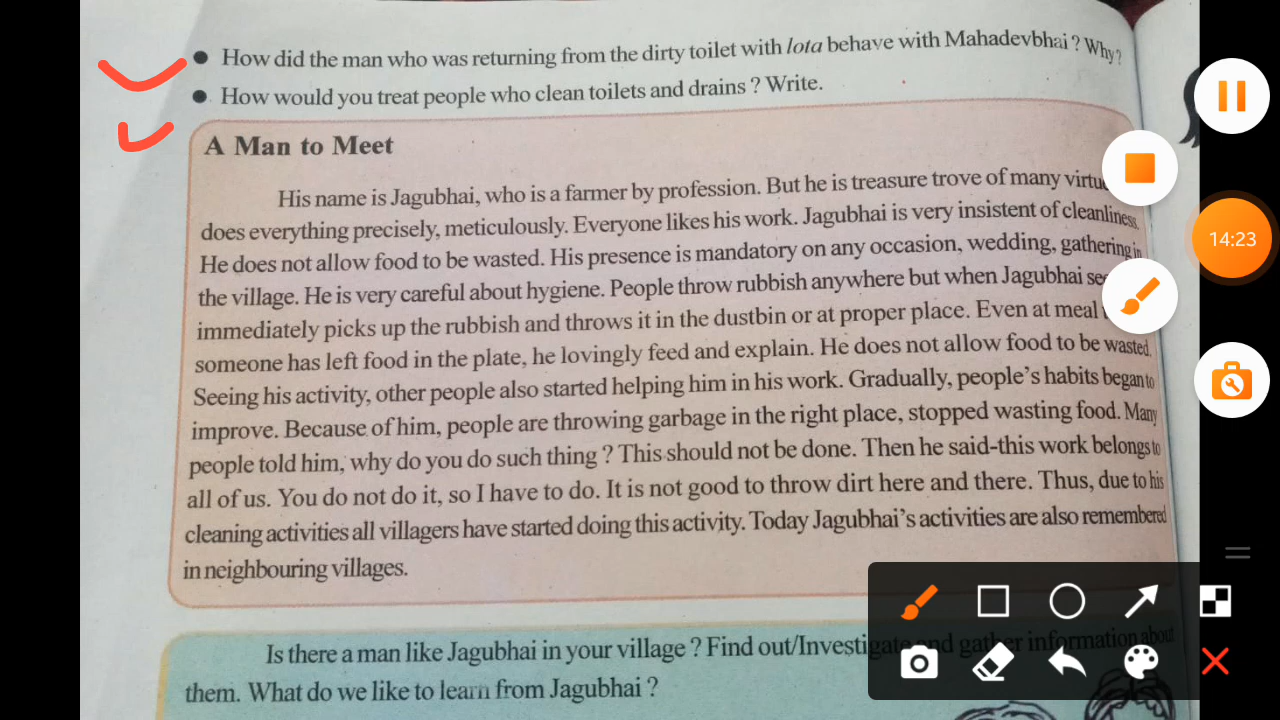 How did the man who was returning from the dirty toilet with lota behave with Mahadevbhai ? Why?
How would you treat people who clean toilets and drains ? Write.
A Man to Meet
His name is Jagubhai, who is a farmer by profession. But he is treasure trove of many
does everything precisely, meticulously. Everyone likes his work. Jagubhai is very insistent of cleanliness.
He does not allow food to be wasted. His presence is mandatory on any occasion, wedding, gathering in
the village. He is very careful about hygiene. People throw rubbish anywhere but when Jagubhai
immediately picks up the rubbish and throws it in the dustbin or at proper place. Even at meal
someone has left food in the plate, he lovingly feed and explain. He does not allow food to be wasted.
Seeing his activity, other people also started helping him in his work. Gradually, people's habits began to
improve. Because of him, people are throwing garbage in the right place, stopped wasting food. Many
people told him, why do you do such thing ? This should not be done. Then he said-this work belongs to
all of us. You do not do it, so I have to do. It is not good to throw dirt here and there. Thus, due to his
cleaning activities all villagers have started doing this activity. Today Jagubhai's activities are also remembered
in neighbouring villages.
Is there a man like Jagubhai in your village ? Find out/Investigate and gather information about
them. What do we like to learn from Jagubhai ?
14:23